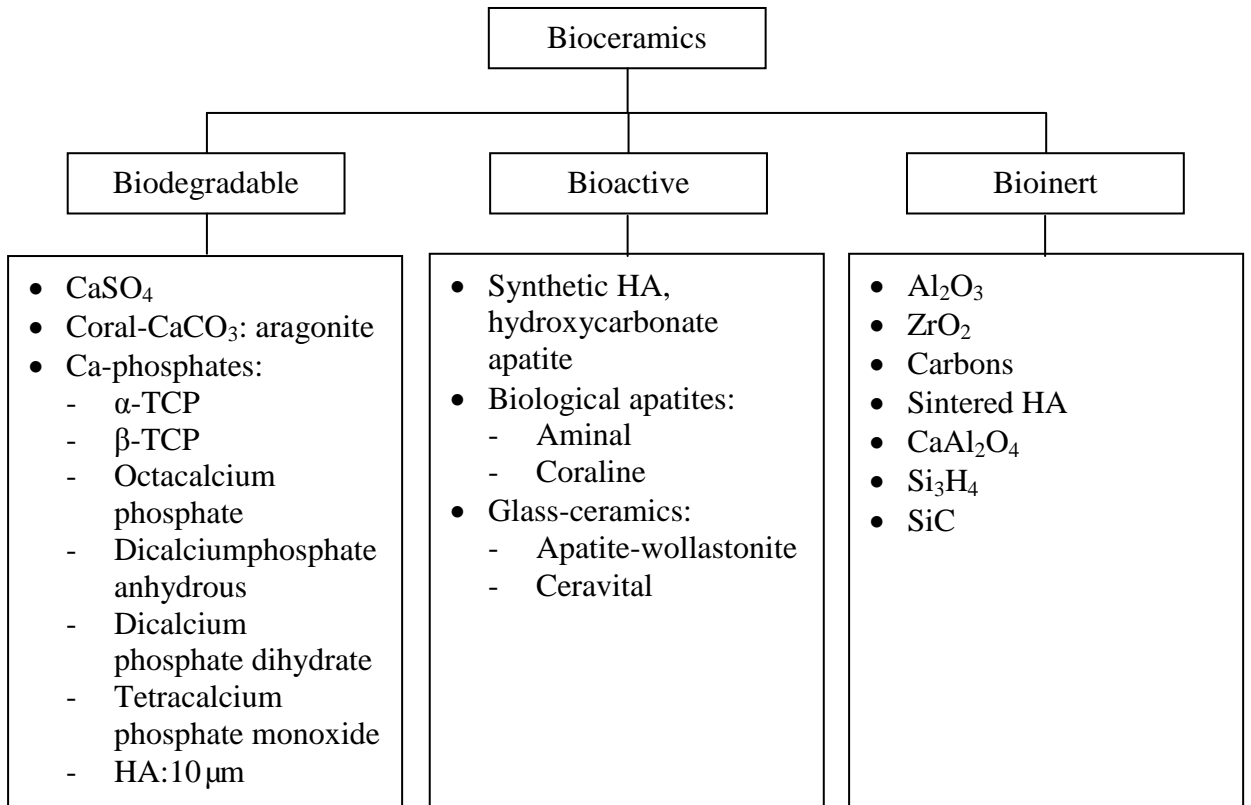 Bioceramics
Biodegradable
Bioactive
Bioinert
• CaSO₄
• Coral-CaCO₃: aragonite
• Ca-phosphates:
- α-TCP
- β-TCP
- Octacalcium
phosphate
- Dicalciumphosphate
anhydrous
- Dicalcium
phosphate dihydrate
- Tetracalcium
phosphate monoxide
- HA:10 μm
• Synthetic HA,
hydroxycarbonate
apatite
• Biological apatites:
- Aminal
- Coraline
• Glass-ceramics:
- Apatite-wollastonite
- Ceravital
• Al₂O₃
• ZrO₂
• Carbons
• Sintered HA
• CaAl₂O₄
• Si₃H₄
• SiC